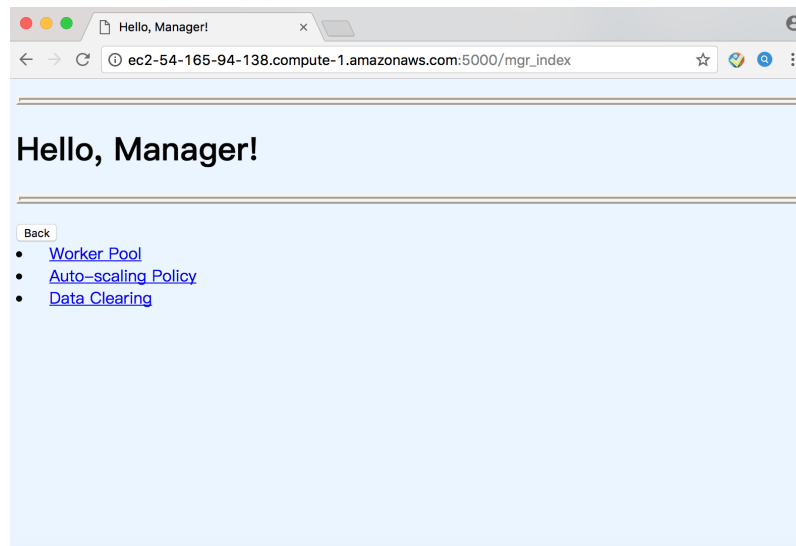 Hello, Manager!
ec2-54-165-94-138.compute-1.amazonaws.com:5000/mgr_index
Hello, Manager!
Back
Worker Pool
Auto-scaling Policy
Data Clearing